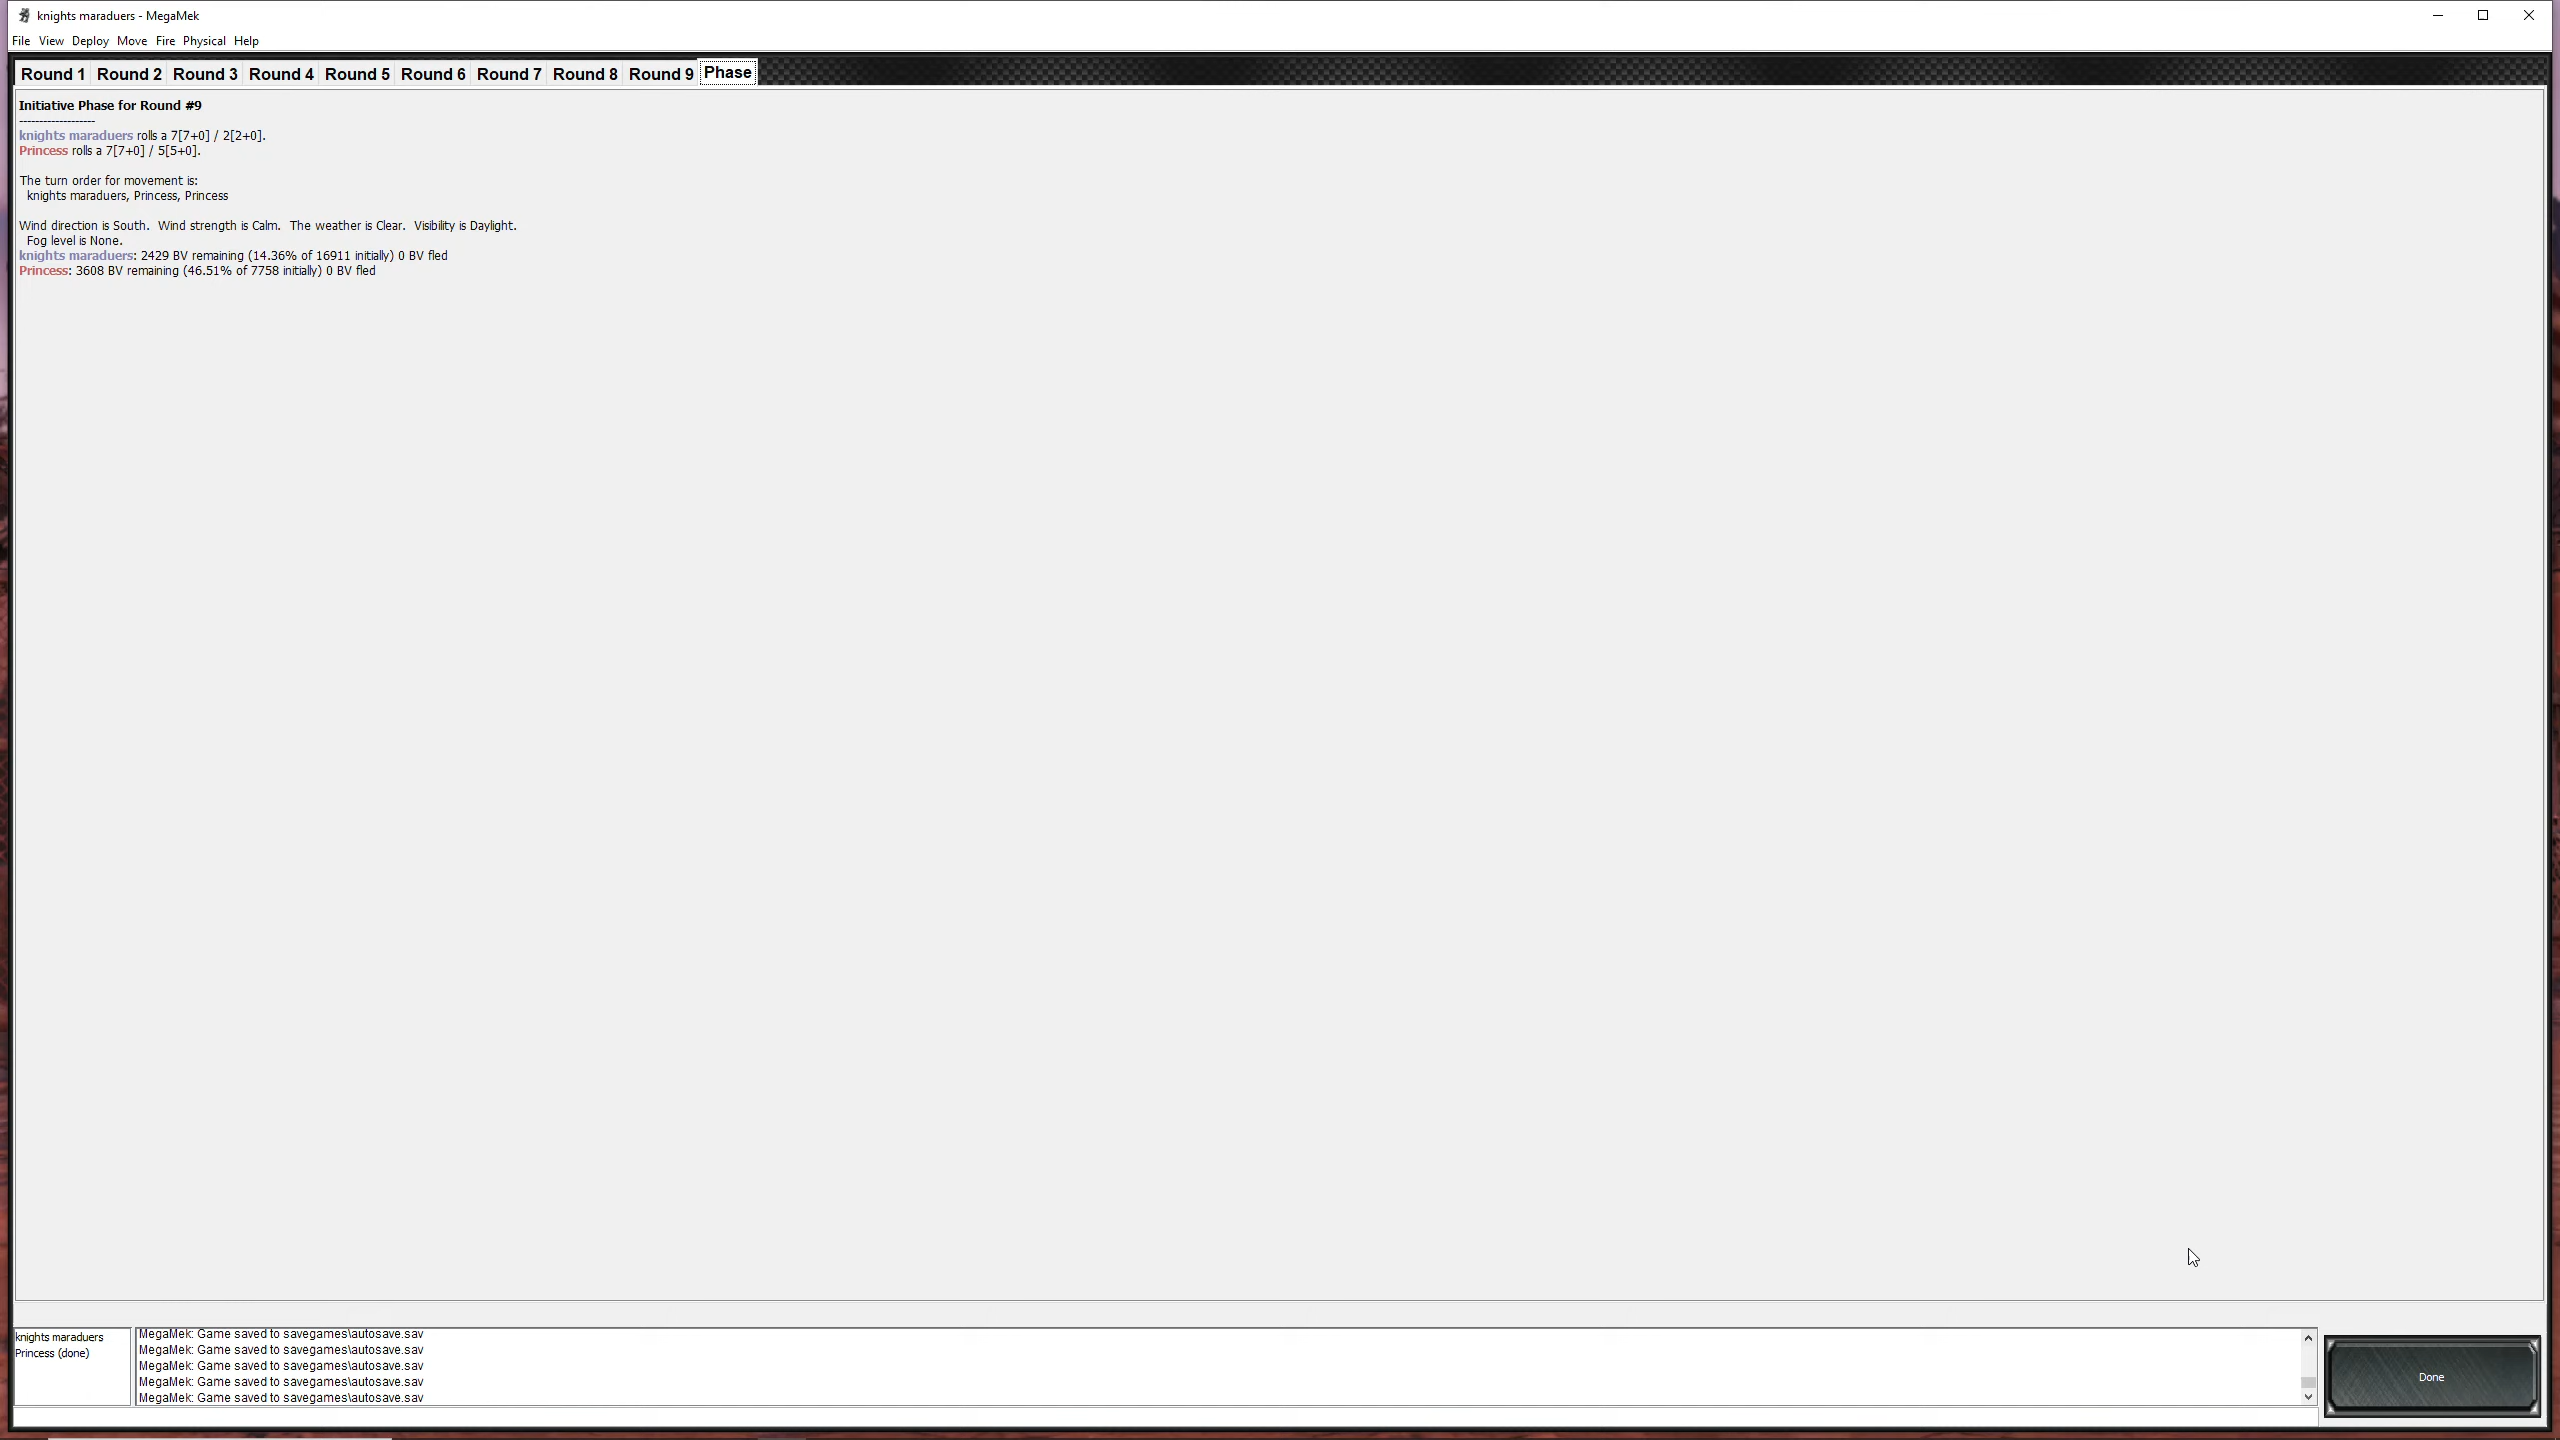 knights maraduers - MegaMek
File View Deploy Move Fire Physical Help
Round 1 Round 2 Round 3 Round 4 Round 5 Round 6 Round 7 Round 8 Round 9 Phase
Initiative Phase for Round #9
-------------------
knights maraduers rolls a 7[7+0] / 2[2+0].
Princess rolls a 7[7+0] / 5[5+0].
The turn order for movement is:
knights maraduers, Princess, Princess
Wind direction is South. Wind strength is Calm. The weather is Clear. Visibility is Daylight.
Fog level is None.
knights maraduers: 2429 BV remaining (14.36% of 16911 initially) 0 BV fled
Princess: 3608 BV remaining (46.51% of 7758 initially) 0 BV fled
knights maraduers
Princess (done)
MegaMek: Game saved to savegames\autosave.sav
MegaMek: Game saved to savegames\autosave.sav
MegaMek: Game saved to savegames\autosave.sav
MegaMek: Game saved to savegames\autosave.sav
MegaMek: Game saved to savegames\autosave.sav
Done